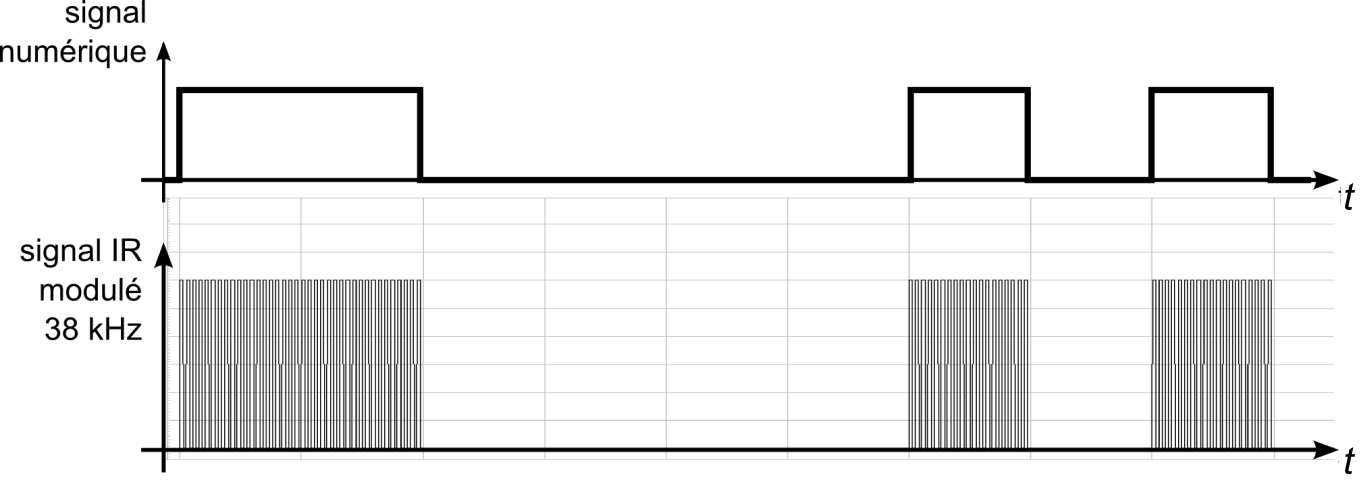 signal
numérique
t
signal IR
modulé
38 kHz
t